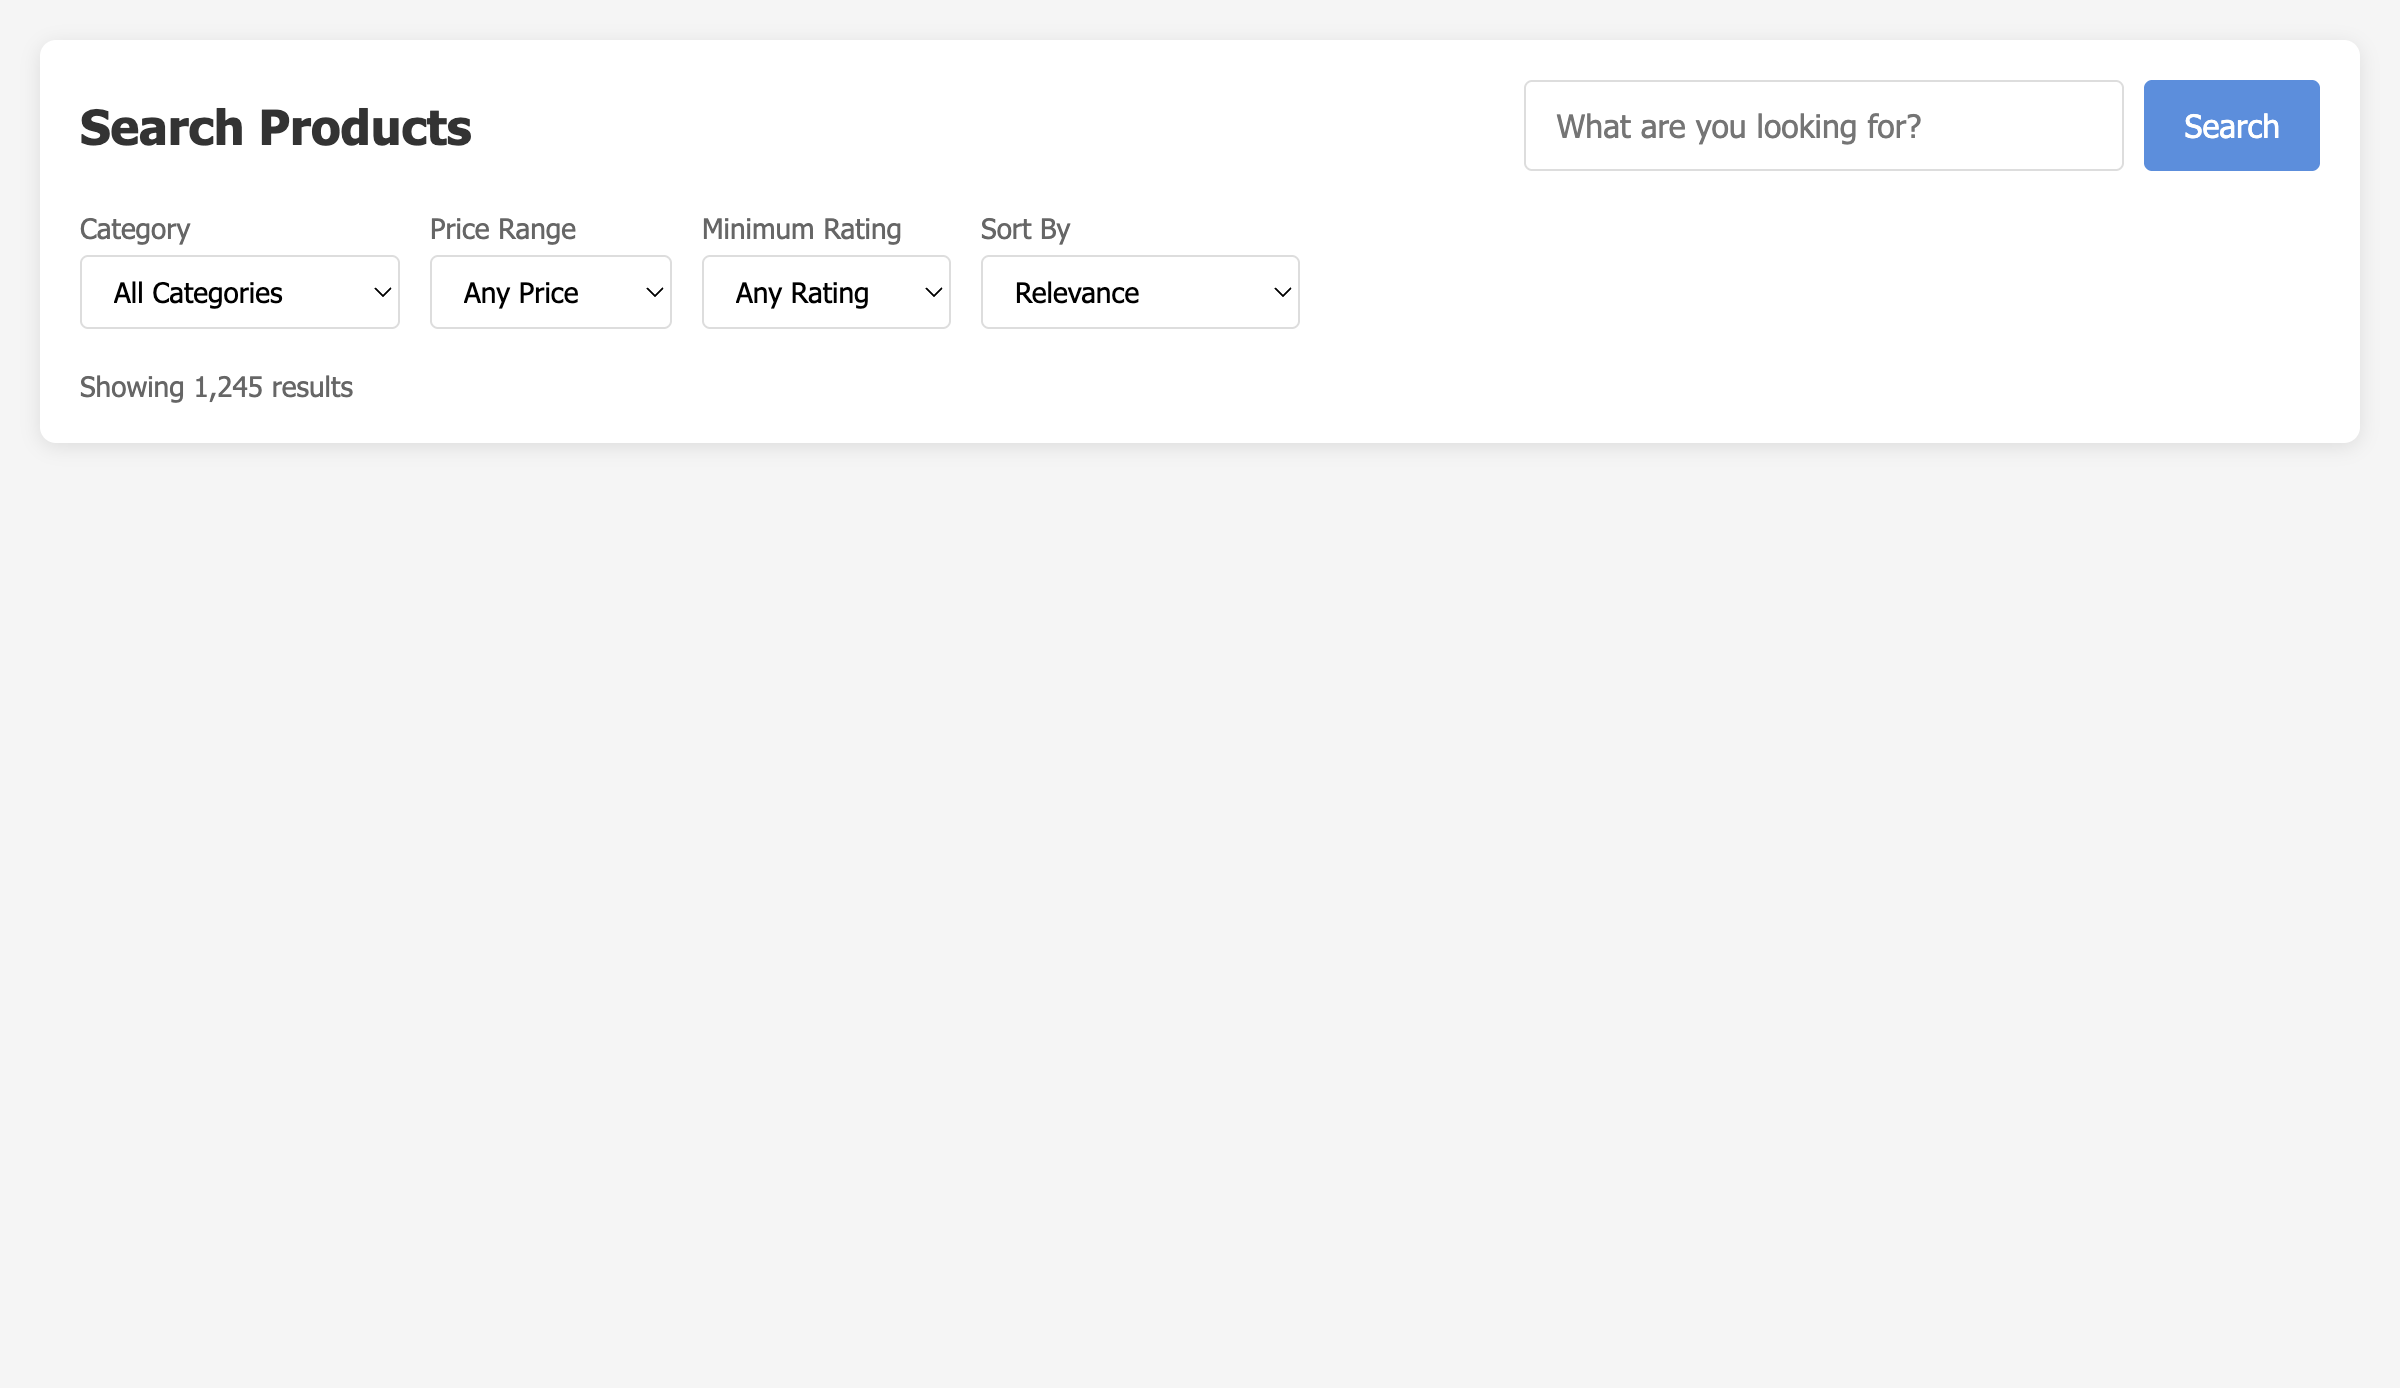 Search Products
What are you looking for?
Search
Category
Price Range
Minimum Rating
Sort By
All Categories
Any Price
Any Rating
Relevance
Showing 1,245 results